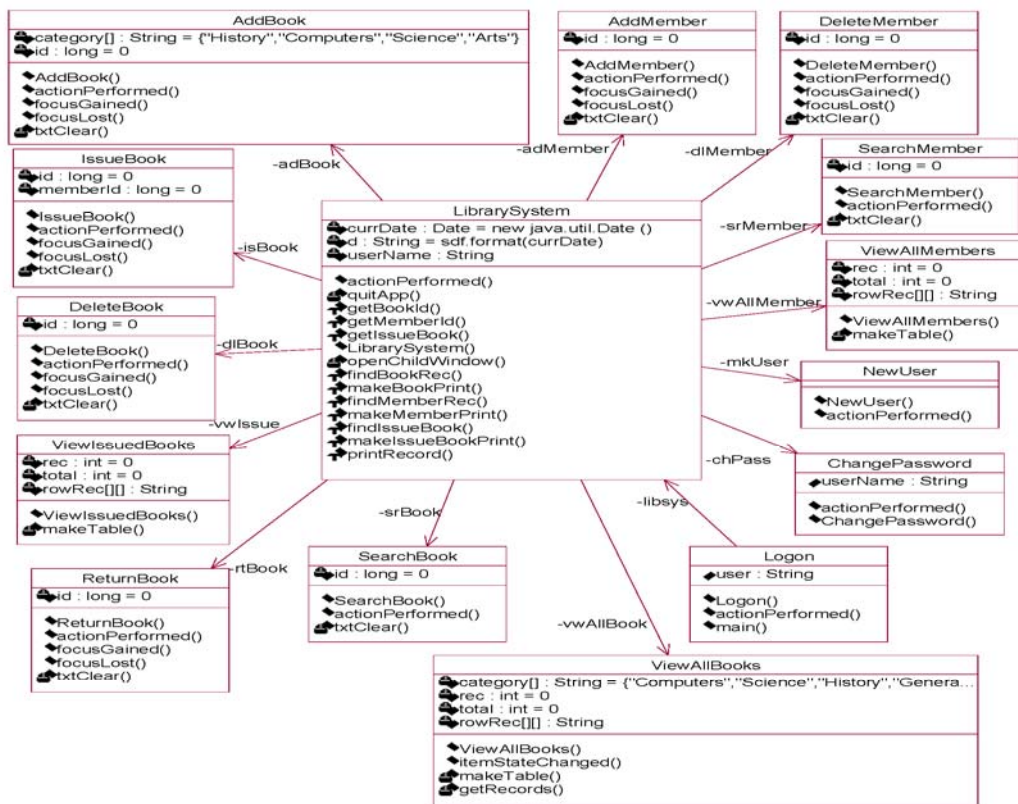 AddBook
category[] : String = {"History","Computers","Science","Arts"}
id : long = 0
AddBook()
actionPerformed()
focusGained()
focusLost()
txtClear()
AddMember
id : long = 0
AddMember()
actionPerformed()
focusGained()
focusLost()
txtClear()
DeleteMember
id : long = 0
DeleteMember()
actionPerformed()
focusGained()
focusLost()
txtClear()
-adBook
-adMember
-dlMember
IssueBook
id : long = 0
memberId : long = 0
IssueBook()
actionPerformed()
focusGained()
focusLost()
txtClear()
-isBook
LibrarySystem
currDate : Date = new java.util.Date ()
d : String = sdf.format(currDate)
userName : String
actionPerformed()
quitApp()
getBookId()
getMemberId()
getIssueBook()
LibrarySystem()
openChildWindow()
findBookRec()
makeBookPrint()
findMemberRec()
makeMemberPrint()
findIssueBook()
makeIssueBookPrint()
printRecord()
-srMember
SearchMember
id : long = 0
SearchMember()
actionPerformed()
txtClear()
-vwAllMember
ViewAllMembers
rec : int = 0
total : int = 0
rowRec[][] : String
ViewAllMembers()
makeTable()
DeleteBook
id : long = 0
DeleteBook()
actionPerformed()
focusGained()
focusLost()
txtClear()
-dlBook
-mkUser
NewUser
NewUser()
actionPerformed()
-vwIssue
ViewIssuedBooks
rec : int = 0
total : int = 0
rowRec[][] : String
ViewIssuedBooks()
makeTable()
-chPass
ChangePassword
userName : String
actionPerformed()
ChangePassword()
-srBook
-libsys
-rtBook
ReturnBook
id : long = 0
ReturnBook()
actionPerformed()
focusGained()
focusLost()
txtClear()
SearchBook
id : long = 0
SearchBook()
actionPerformed()
txtClear()
Logon
user : String
Logon()
actionPerformed()
main()
-vwAllBook
ViewAllBooks
category[] : String = {"Computers","Science","History","Genera...
rec : int = 0
total : int = 0
rowRec[][] : String
ViewAllBooks()
itemStateChanged()
makeTable()
getRecords()